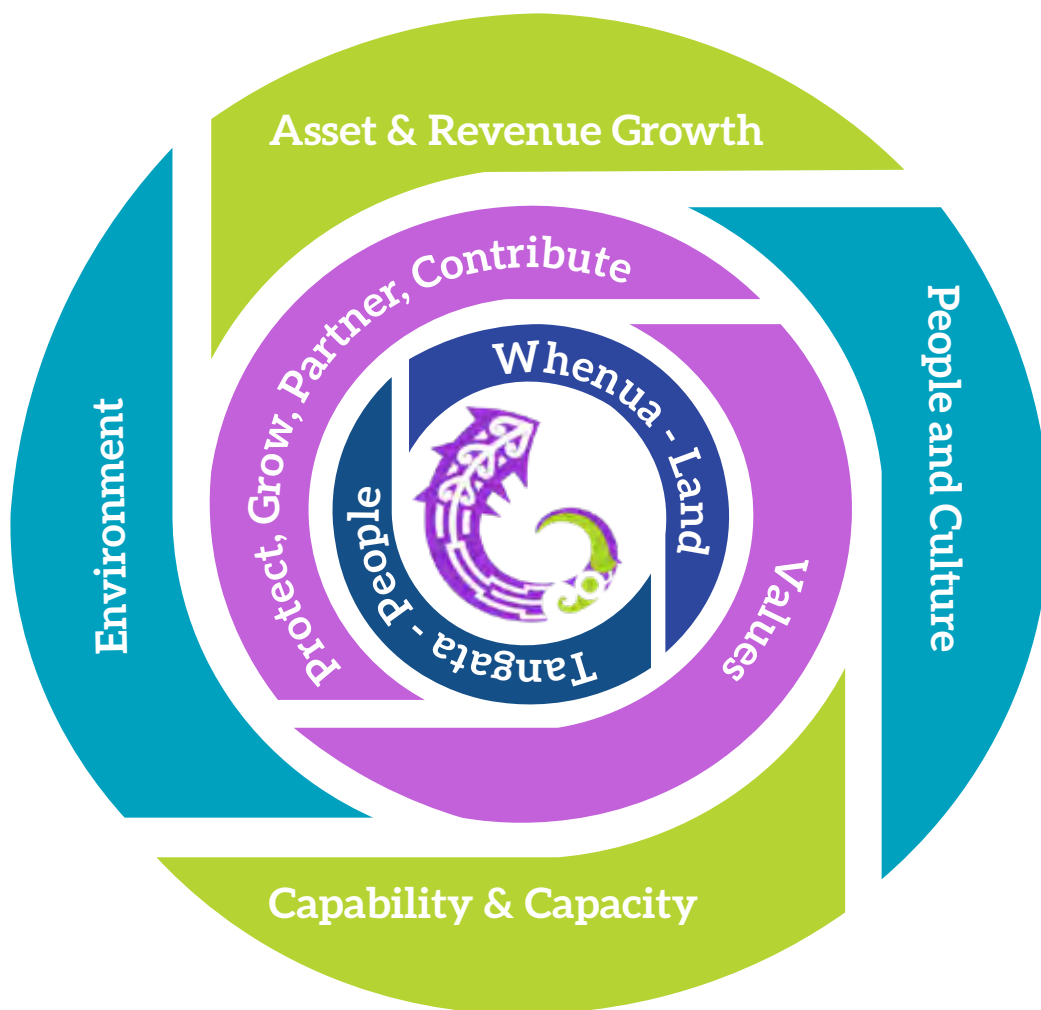 Asset & Revenue Growth
People and Culture
Capability & Capacity
Environment
Protect, Grow, Partner, Contribute
Values
Whenua - Land
Tangata - People